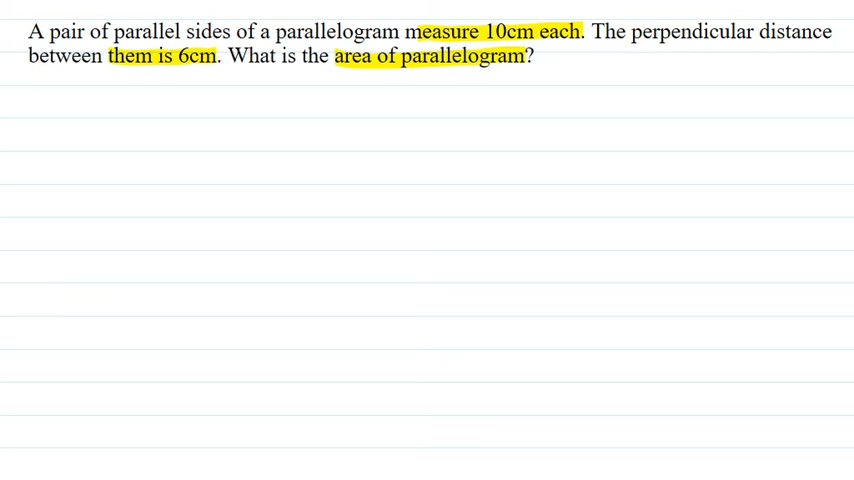 A pair of parallel sides of a parallelogram measure 10cm each. The perpendicular distance
between them is 6cm. What is the area of parallelogram?